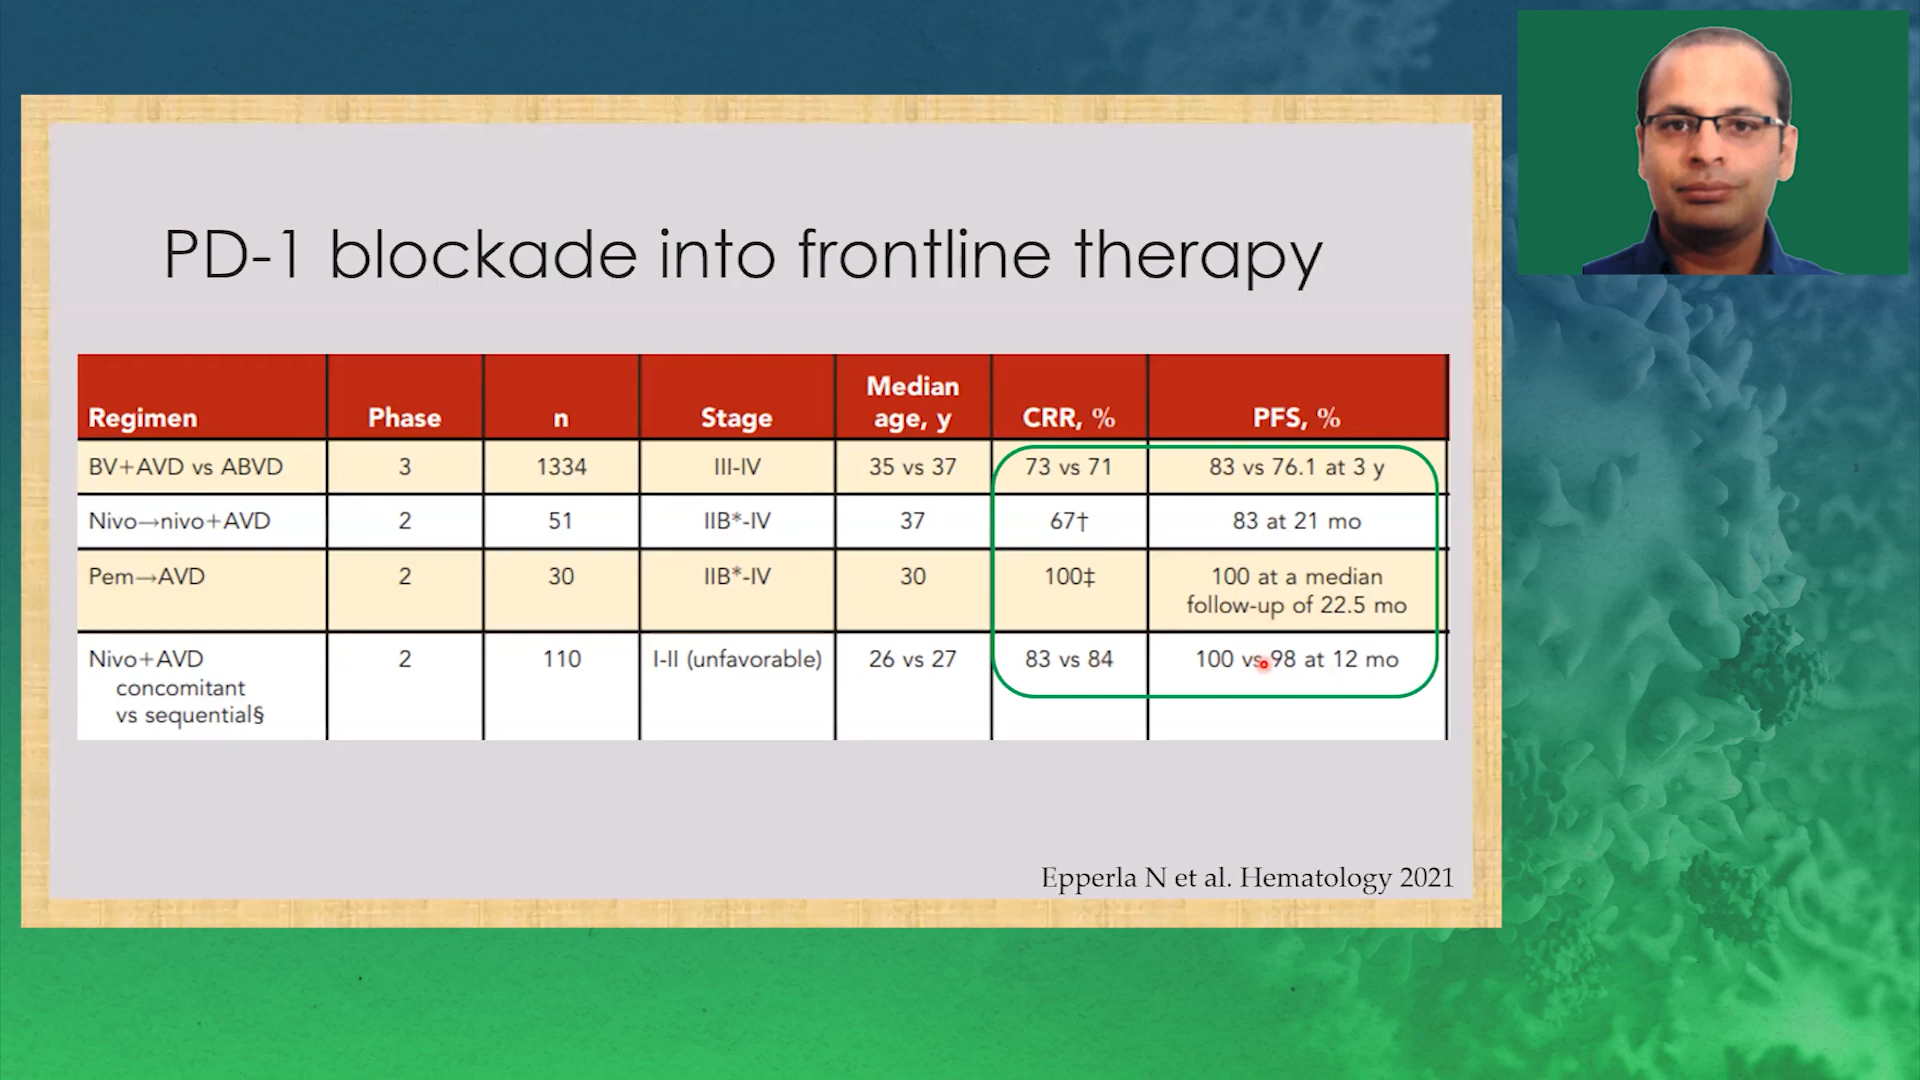 PD-1 blockade into frontline therapy
Regimen Phase n Stage Median age, y CRR, % PFS, %
BV+AVD vs ABVD 3 1334 III-IV 35 vs 37 73 vs 71 83 vs 76.1 at 3 y
Nivo→nivo+AVD 2 51 IIB*-IV 37 67† 83 at 21 mo
Pem→AVD 2 30 IIB*-IV 30 100‡ 100 at a median
follow-up of 22.5 mo
Nivo+AVD 2 110 I-II (unfavorable) 26 vs 27 83 vs 84 100 vs 98 at 12 mo
concomitant
vs sequential§
Epperla N et al. Hematology 2021